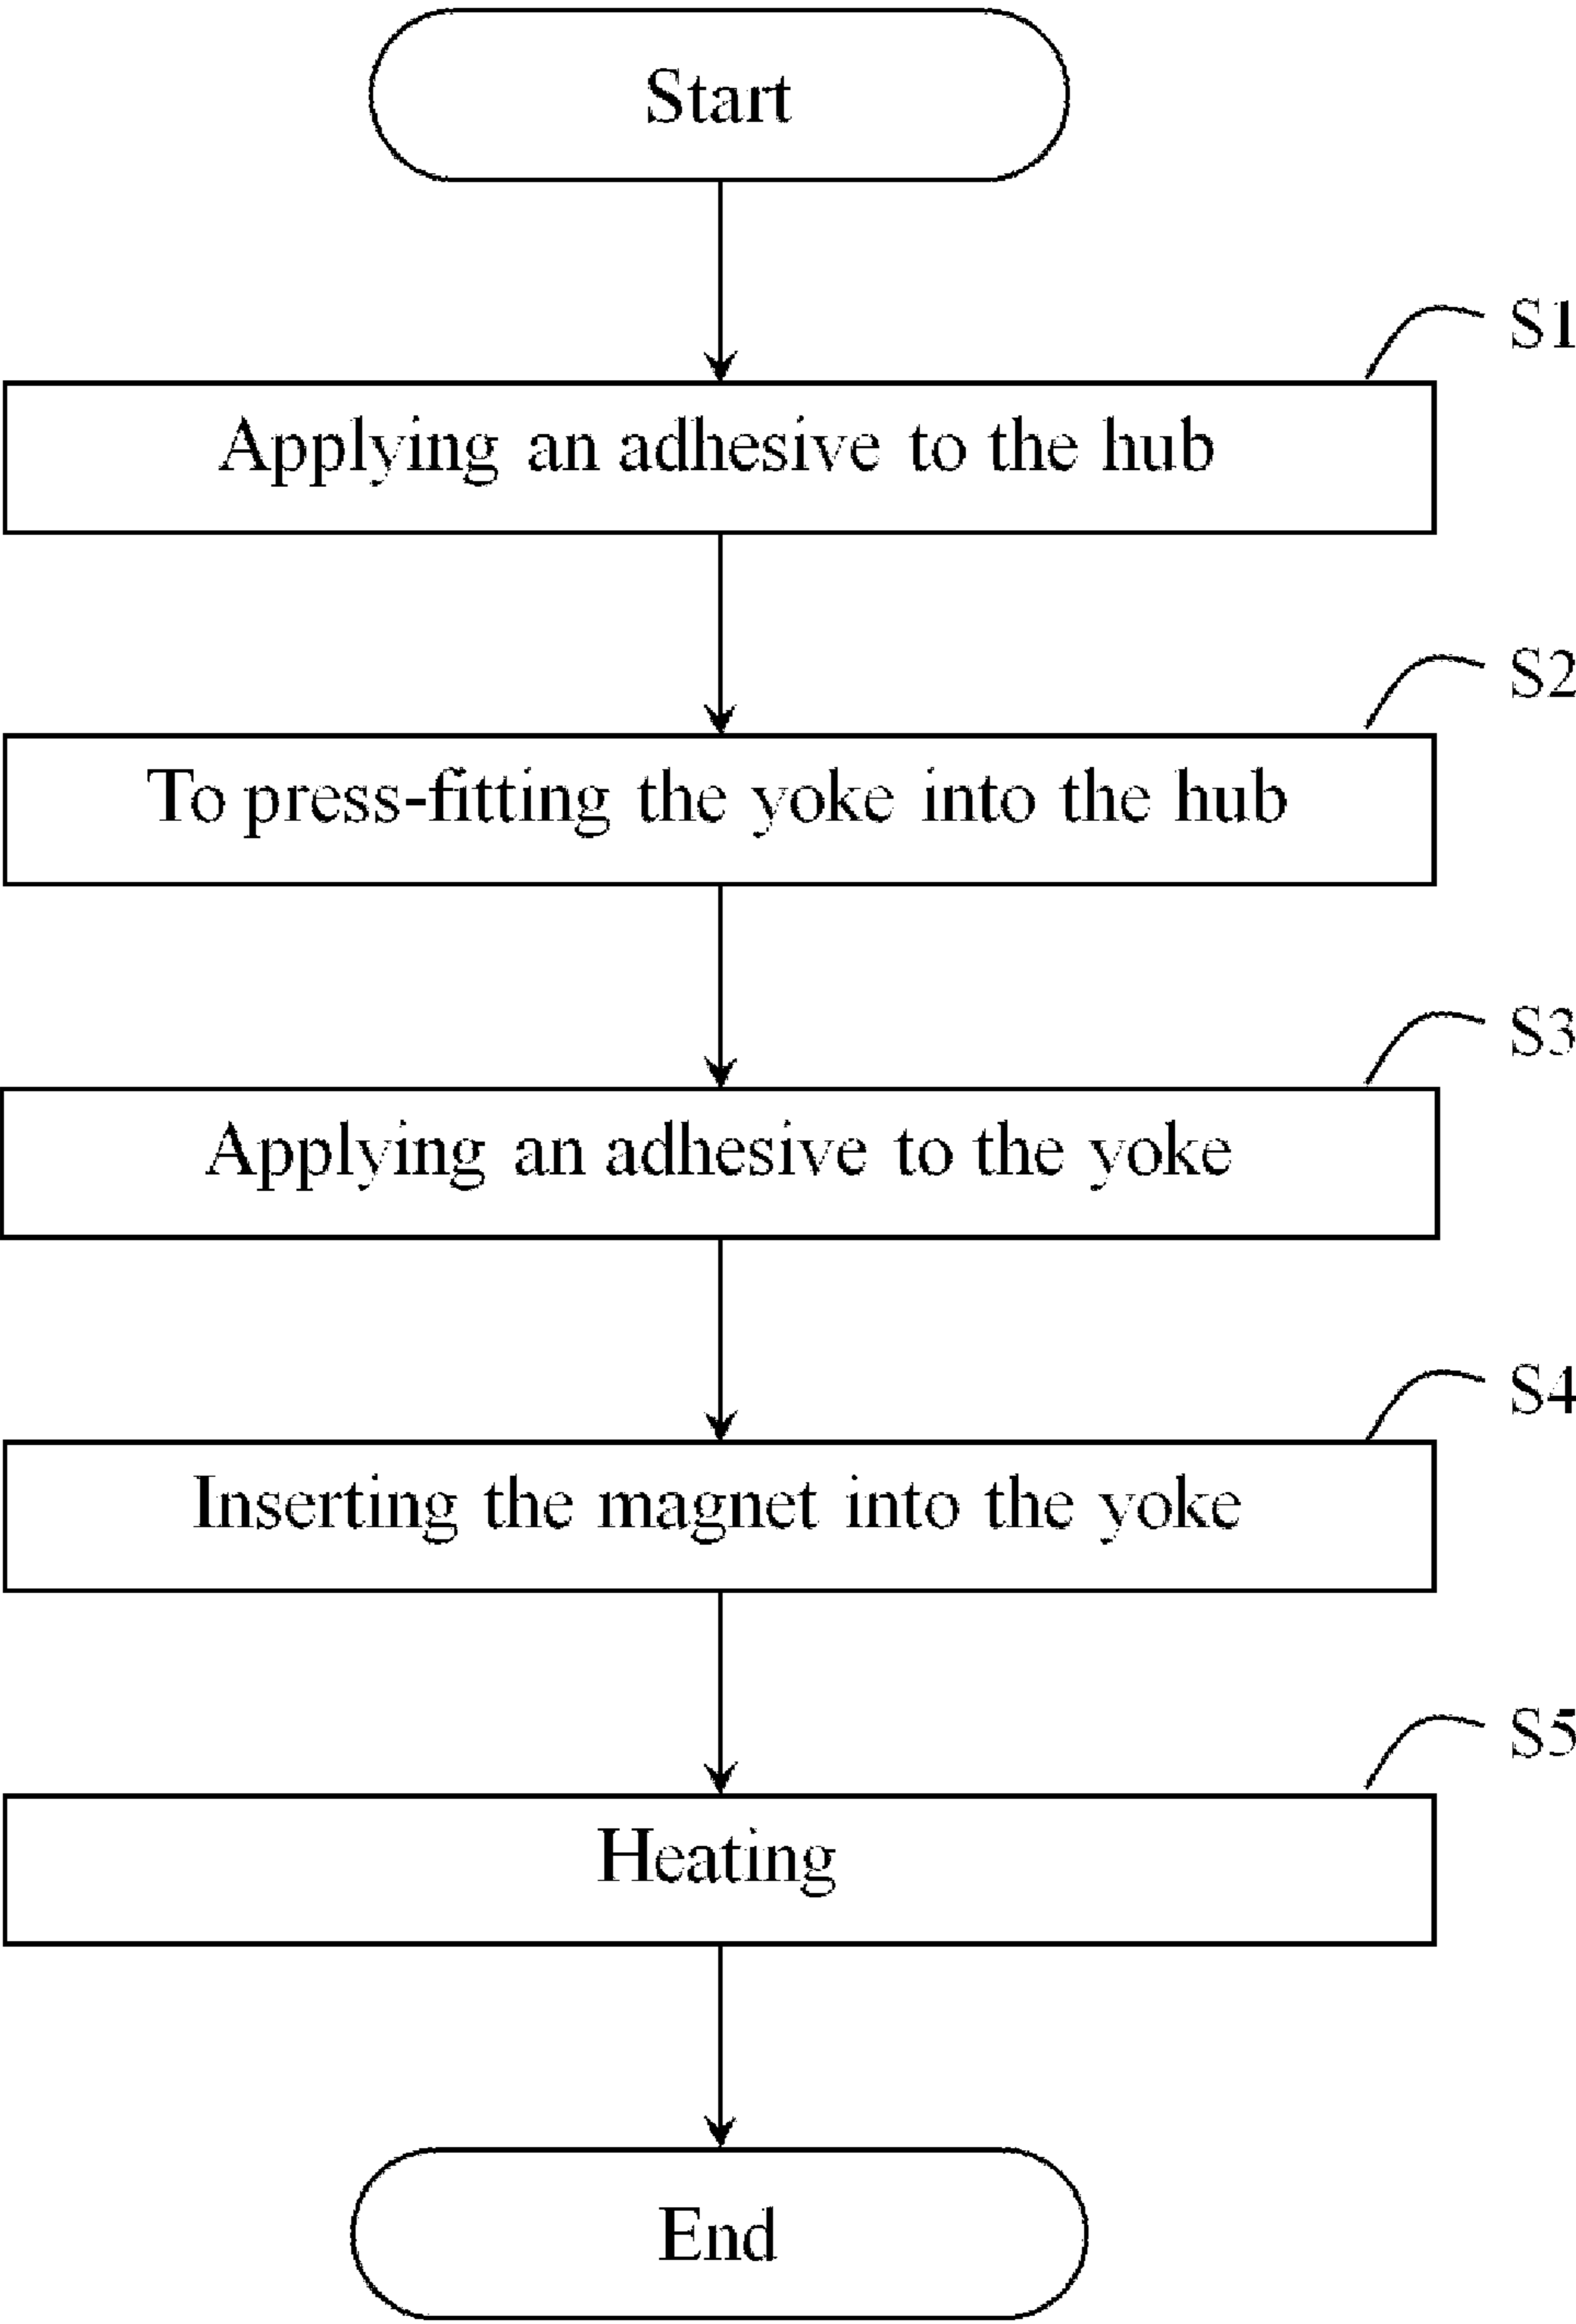 Start
S1
Applying an adhesive to the hub
S2
To press-fitting the yoke into the hub
S3
Applying an adhesive to the yoke
S4
Inserting the magnet into the yoke
S5
Heating
End